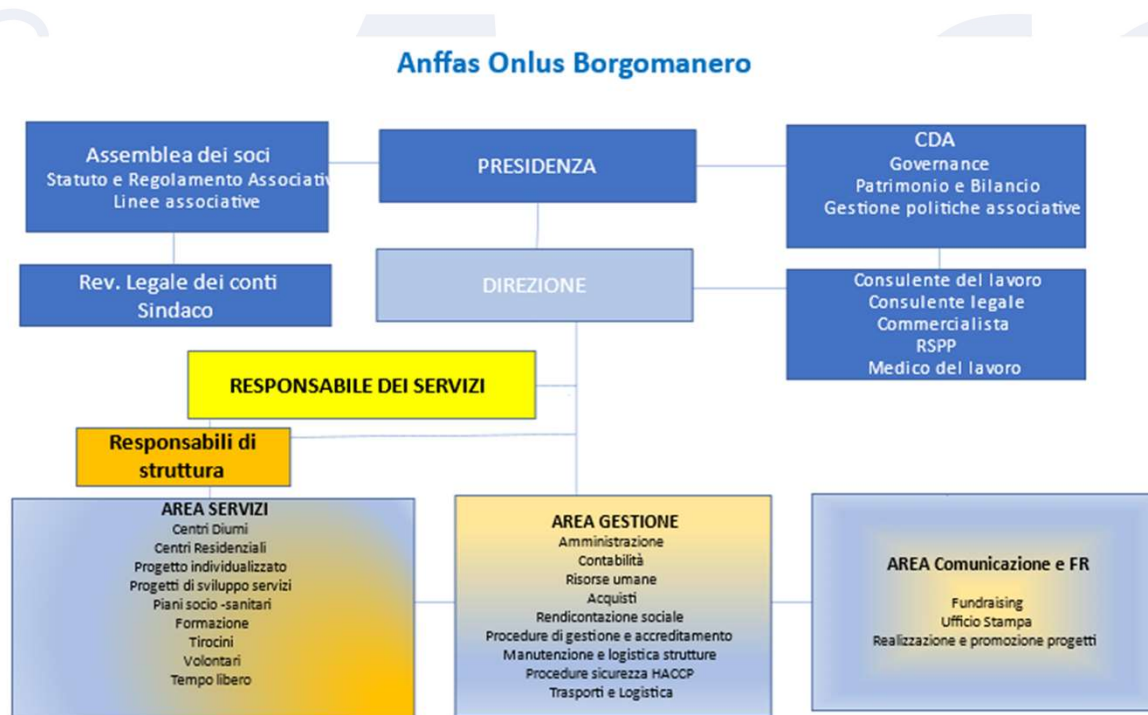 Anffas Onlus Borgomanero
Assemblea dei soci
Statuto e Regolamento Associativ
Linee associative
PRESIDENZA
CDA
Governance
Patrimonio e Bilancio
Gestione politiche associative
Rev. Legale dei conti
Sindaco
DIREZIONE
Consulente del lavoro
Consulente legale
Commercialista
RSPP
Medico del lavoro
RESPONSABILE DEI SERVIZI
Responsabili di
struttura
AREA SERVIZI
Centri Diurni
Centri Residenziali
Progetto individualizzato
Progetti di sviluppo servizi
Piani socio -sanitari
Formazione
Tirocini
Volontari
Tempo libero
AREA GESTIONE
Amministrazione
Contabilità
Risorse umane
Acquisti
Rendicontazione sociale
Procedure di gestione e accreditamento
Manutenzione e logistica strutture
Procedure sicurezza HACCP
Trasporti e Logistica
AREA Comunicazione e FR
Fundraising
Ufficio Stampa
Realizzazione e promozione progetti